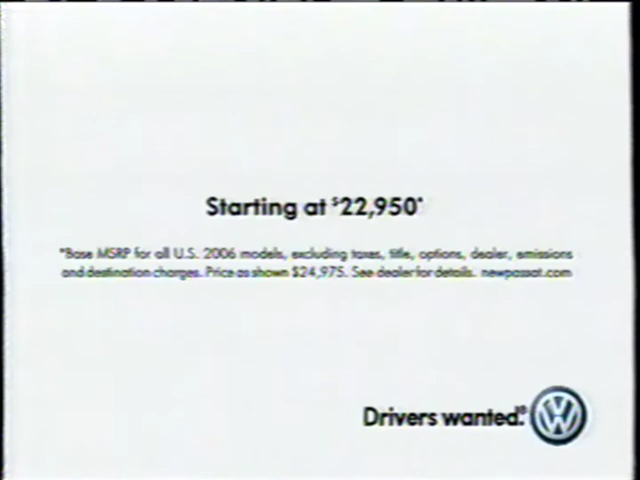 Starting at $22,950*
*Base MSRP for all U.S. 2006 models, excluding taxes, title, options, dealer, emissions
and destination charges. Price as shown $24,975. See dealer for details. newpassat.com
Drivers wanted.®